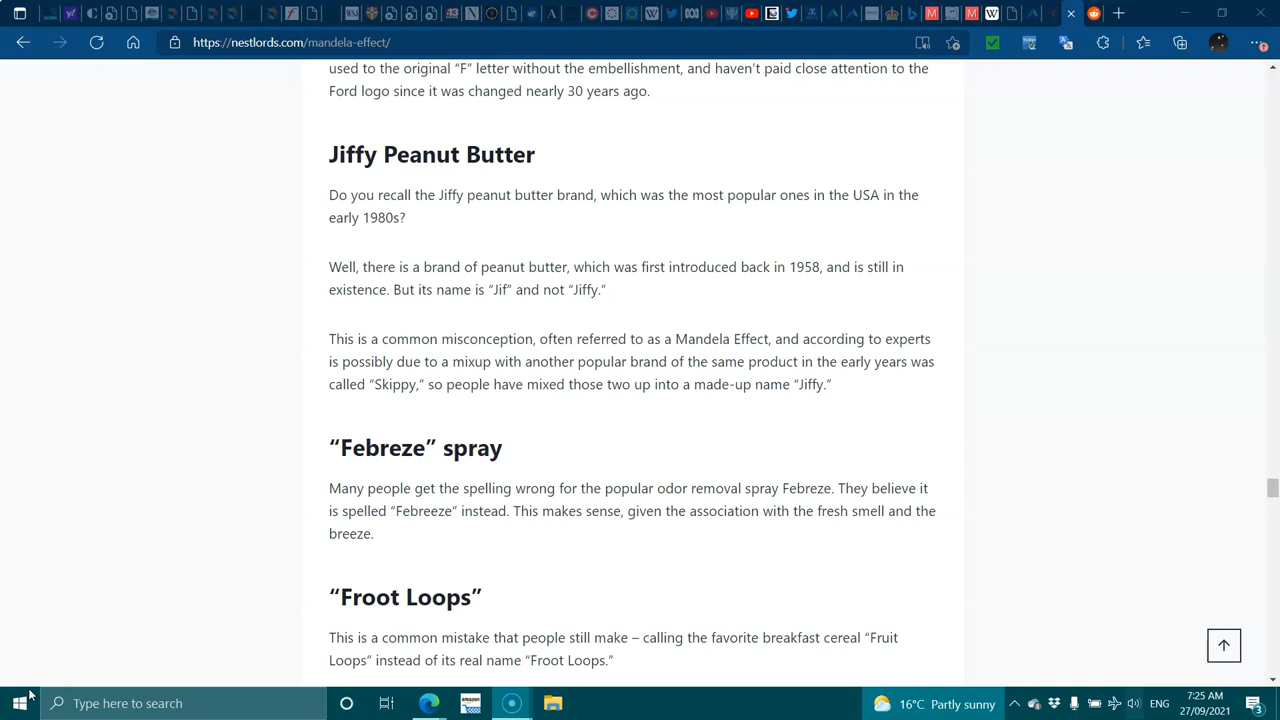 https://nestlords.com/mandela-effect/
used to the original “F” letter without the embellishment, and haven’t paid close attention to the
Ford logo since it was changed nearly 30 years ago.
Jiffy Peanut Butter
Do you recall the Jiffy peanut butter brand, which was the most popular ones in the USA in the
early 1980s?
Well, there is a brand of peanut butter, which was first introduced back in 1958, and is still in
existence. But its name is “Jif” and not “Jiffy.”
This is a common misconception, often referred to as a Mandela Effect, and according to experts
is possibly due to a mixup with another popular brand of the same product in the early years was
called “Skippy,” so people have mixed those two up into a made-up name “Jiffy.”
“Febreze” spray
Many people get the spelling wrong for the popular odor removal spray Febreze. They believe it
is spelled “Febreeze” instead. This makes sense, given the association with the fresh smell and the
breeze.
“Froot Loops”
This is a common mistake that people still make – calling the favorite breakfast cereal “Fruit
Loops” instead of its real name “Froot Loops.”
Type here to search
amazon
16°C Partly sunny
ENG
7:25 AM
27/09/2021
3